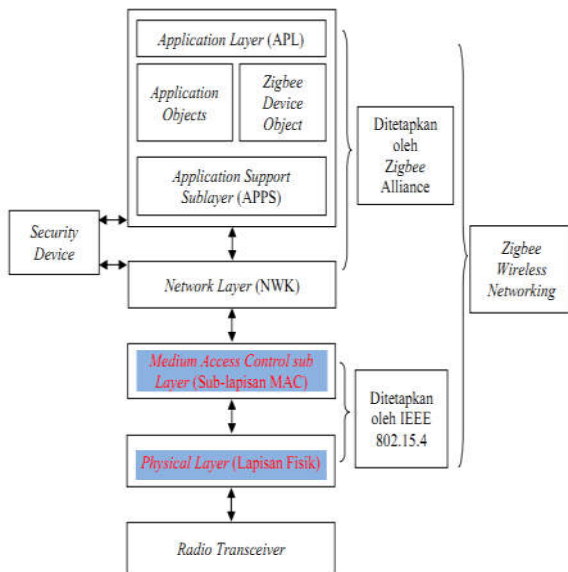 Application Layer (APL)
Application
Objects
Zigbee
Device
Object
Application Support
Sublayer (APPS)
Security
Device
Network Layer (NWK)
Medium Access Control sub
Layer (Sub-lapisan MAC)
Physical Layer (Lapisan Fisik)
Radio Transceiver
Ditetapkan
oleh
Zigbee
Alliance
Ditetapkan
oleh IEEE
802.15.4
Zigbee
Wireless
Networking